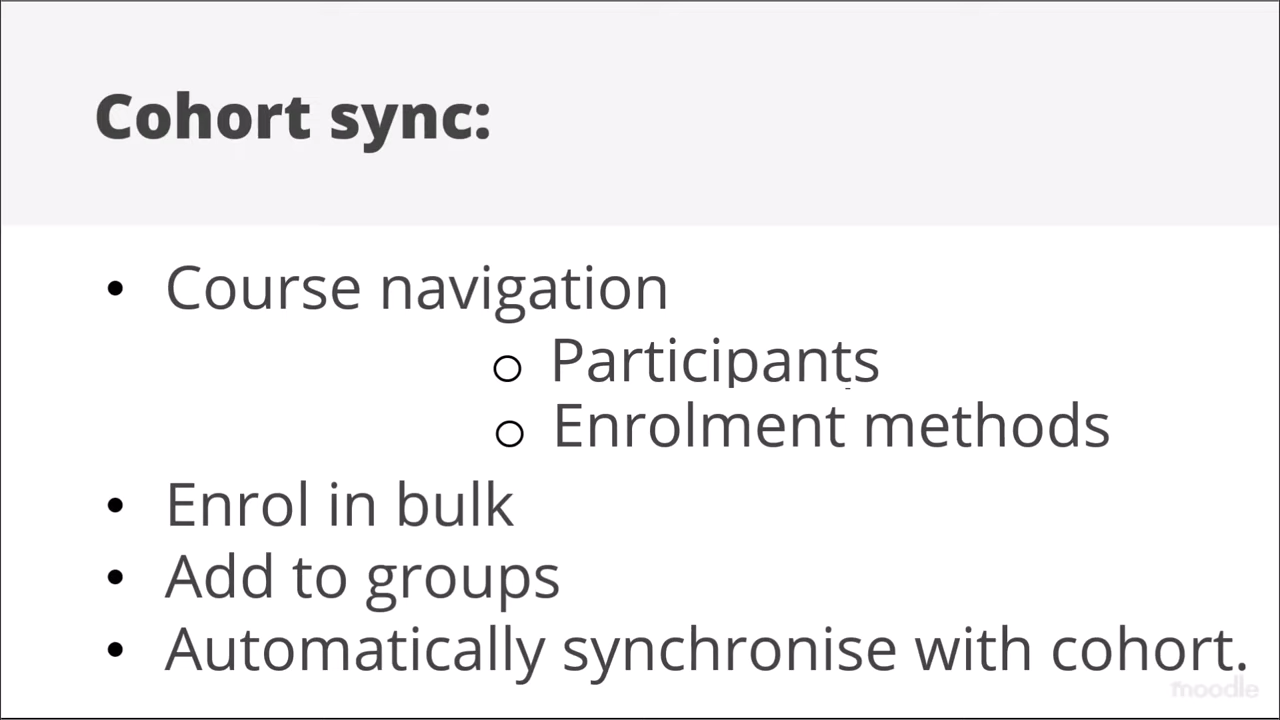 Cohort sync:
• Course navigation
o Participants
o Enrolment methods
• Enrol in bulk
• Add to groups
• Automatically synchronise with cohort.
moodle